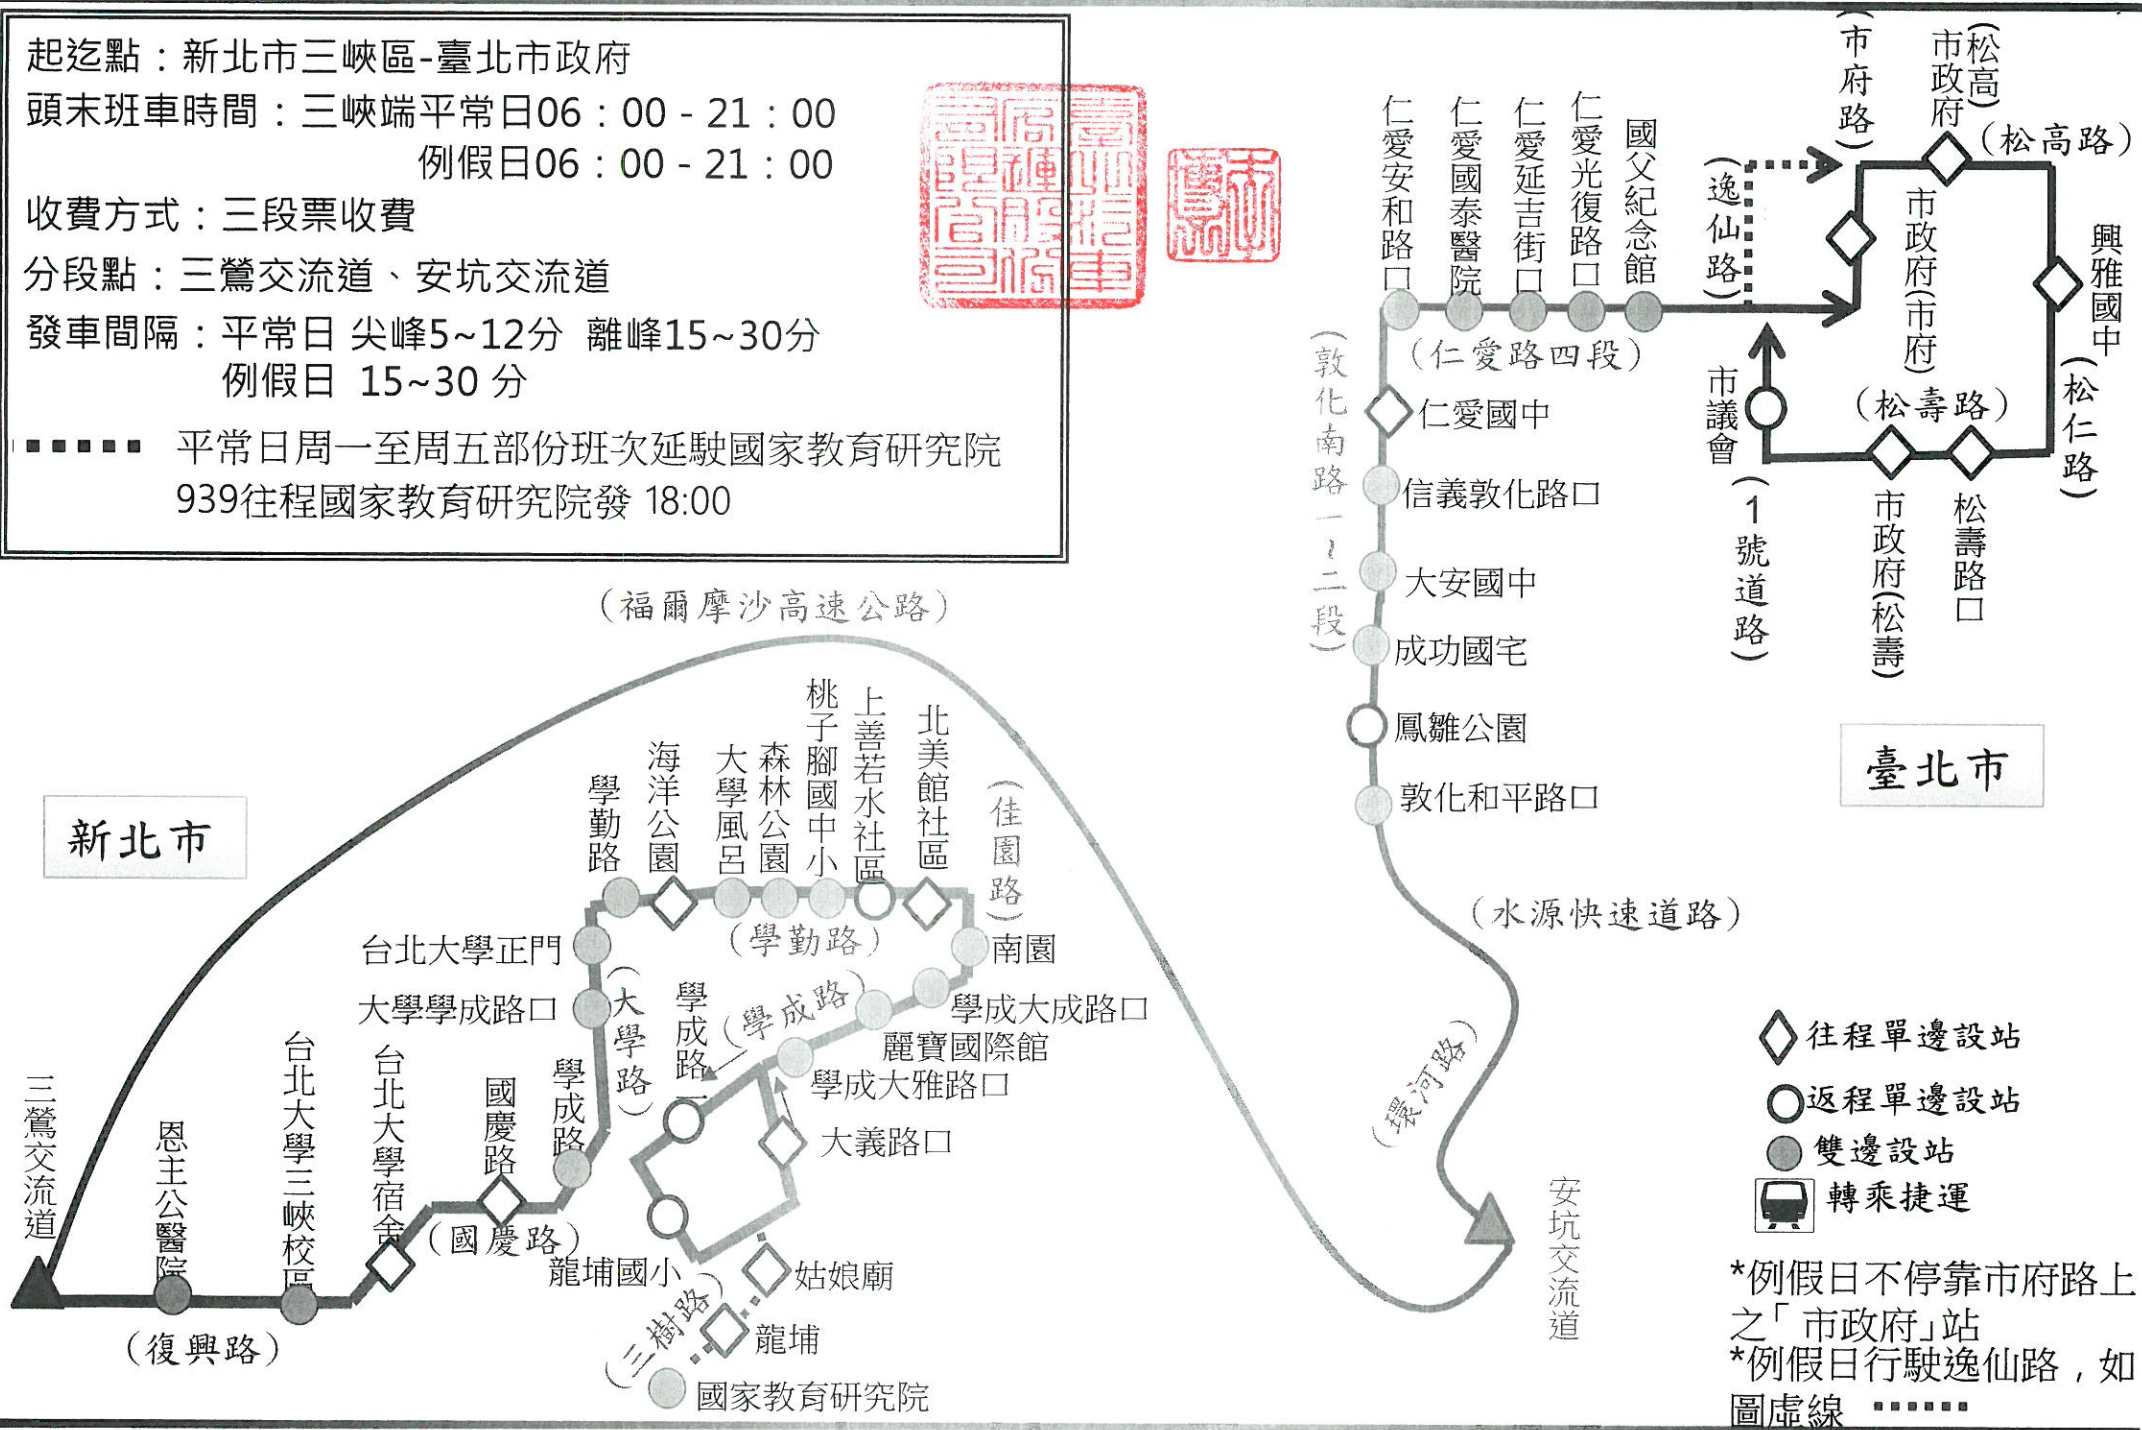 起迄點：新北市三峽區-臺北市政府
頭末班車時間：三峽端平常日06：00 - 21：00
例假日06：00 - 21：00
收費方式：三段票收費
分段點：三鶯交流道、安坑交流道
發車間隔：平常日 尖峰5~12分 離峰15~30分
例假日 15~30 分
平常日周一至周五部份班次延駛國家教育研究院
939往程國家教育研究院發 18:00
仁愛安和路口
仁愛國泰醫院
仁愛延吉街口
仁愛光復路口
國父紀念館
(逸仙路)
(市府路)
市政府(松高)
(松高路)
市政府(市府)
興雅國中
(松仁路)
(松壽路)
市議會
(1號道路)
市政府(松壽)
松壽路口
(仁愛路四段)
(敦化南路一~二段)
仁愛國中
信義敦化路口
大安國中
成功國宅
鳳雛公園
敦化和平路口
臺北市
(水源快速道路)
(環河路)
安坑交流道
(福爾摩沙高速公路)
新北市
學勤路
海洋公園
大學風呂
森林公園
桃子腳國中小
上善若水社區
北美館社區
(佳園路)
(學勤路)
南園
台北大學正門
大學學成路口
(大學路)
學成路一
(學成路)
學成大成路口
麗寶國際館
學成大雅路口
大義路口
三鶯交流道
恩主公醫院
台北大學三峽校區
台北大學宿舍
國慶路
學成路
(國慶路)
(復興路)
龍埔國小
姑娘廟
(三樹路)
龍埔
國家教育研究院
往程單邊設站
返程單邊設站
雙邊設站
轉乘捷運
*例假日不停靠市府路上
之「市政府」站
*例假日行駛逸仙路，如
圖虛線